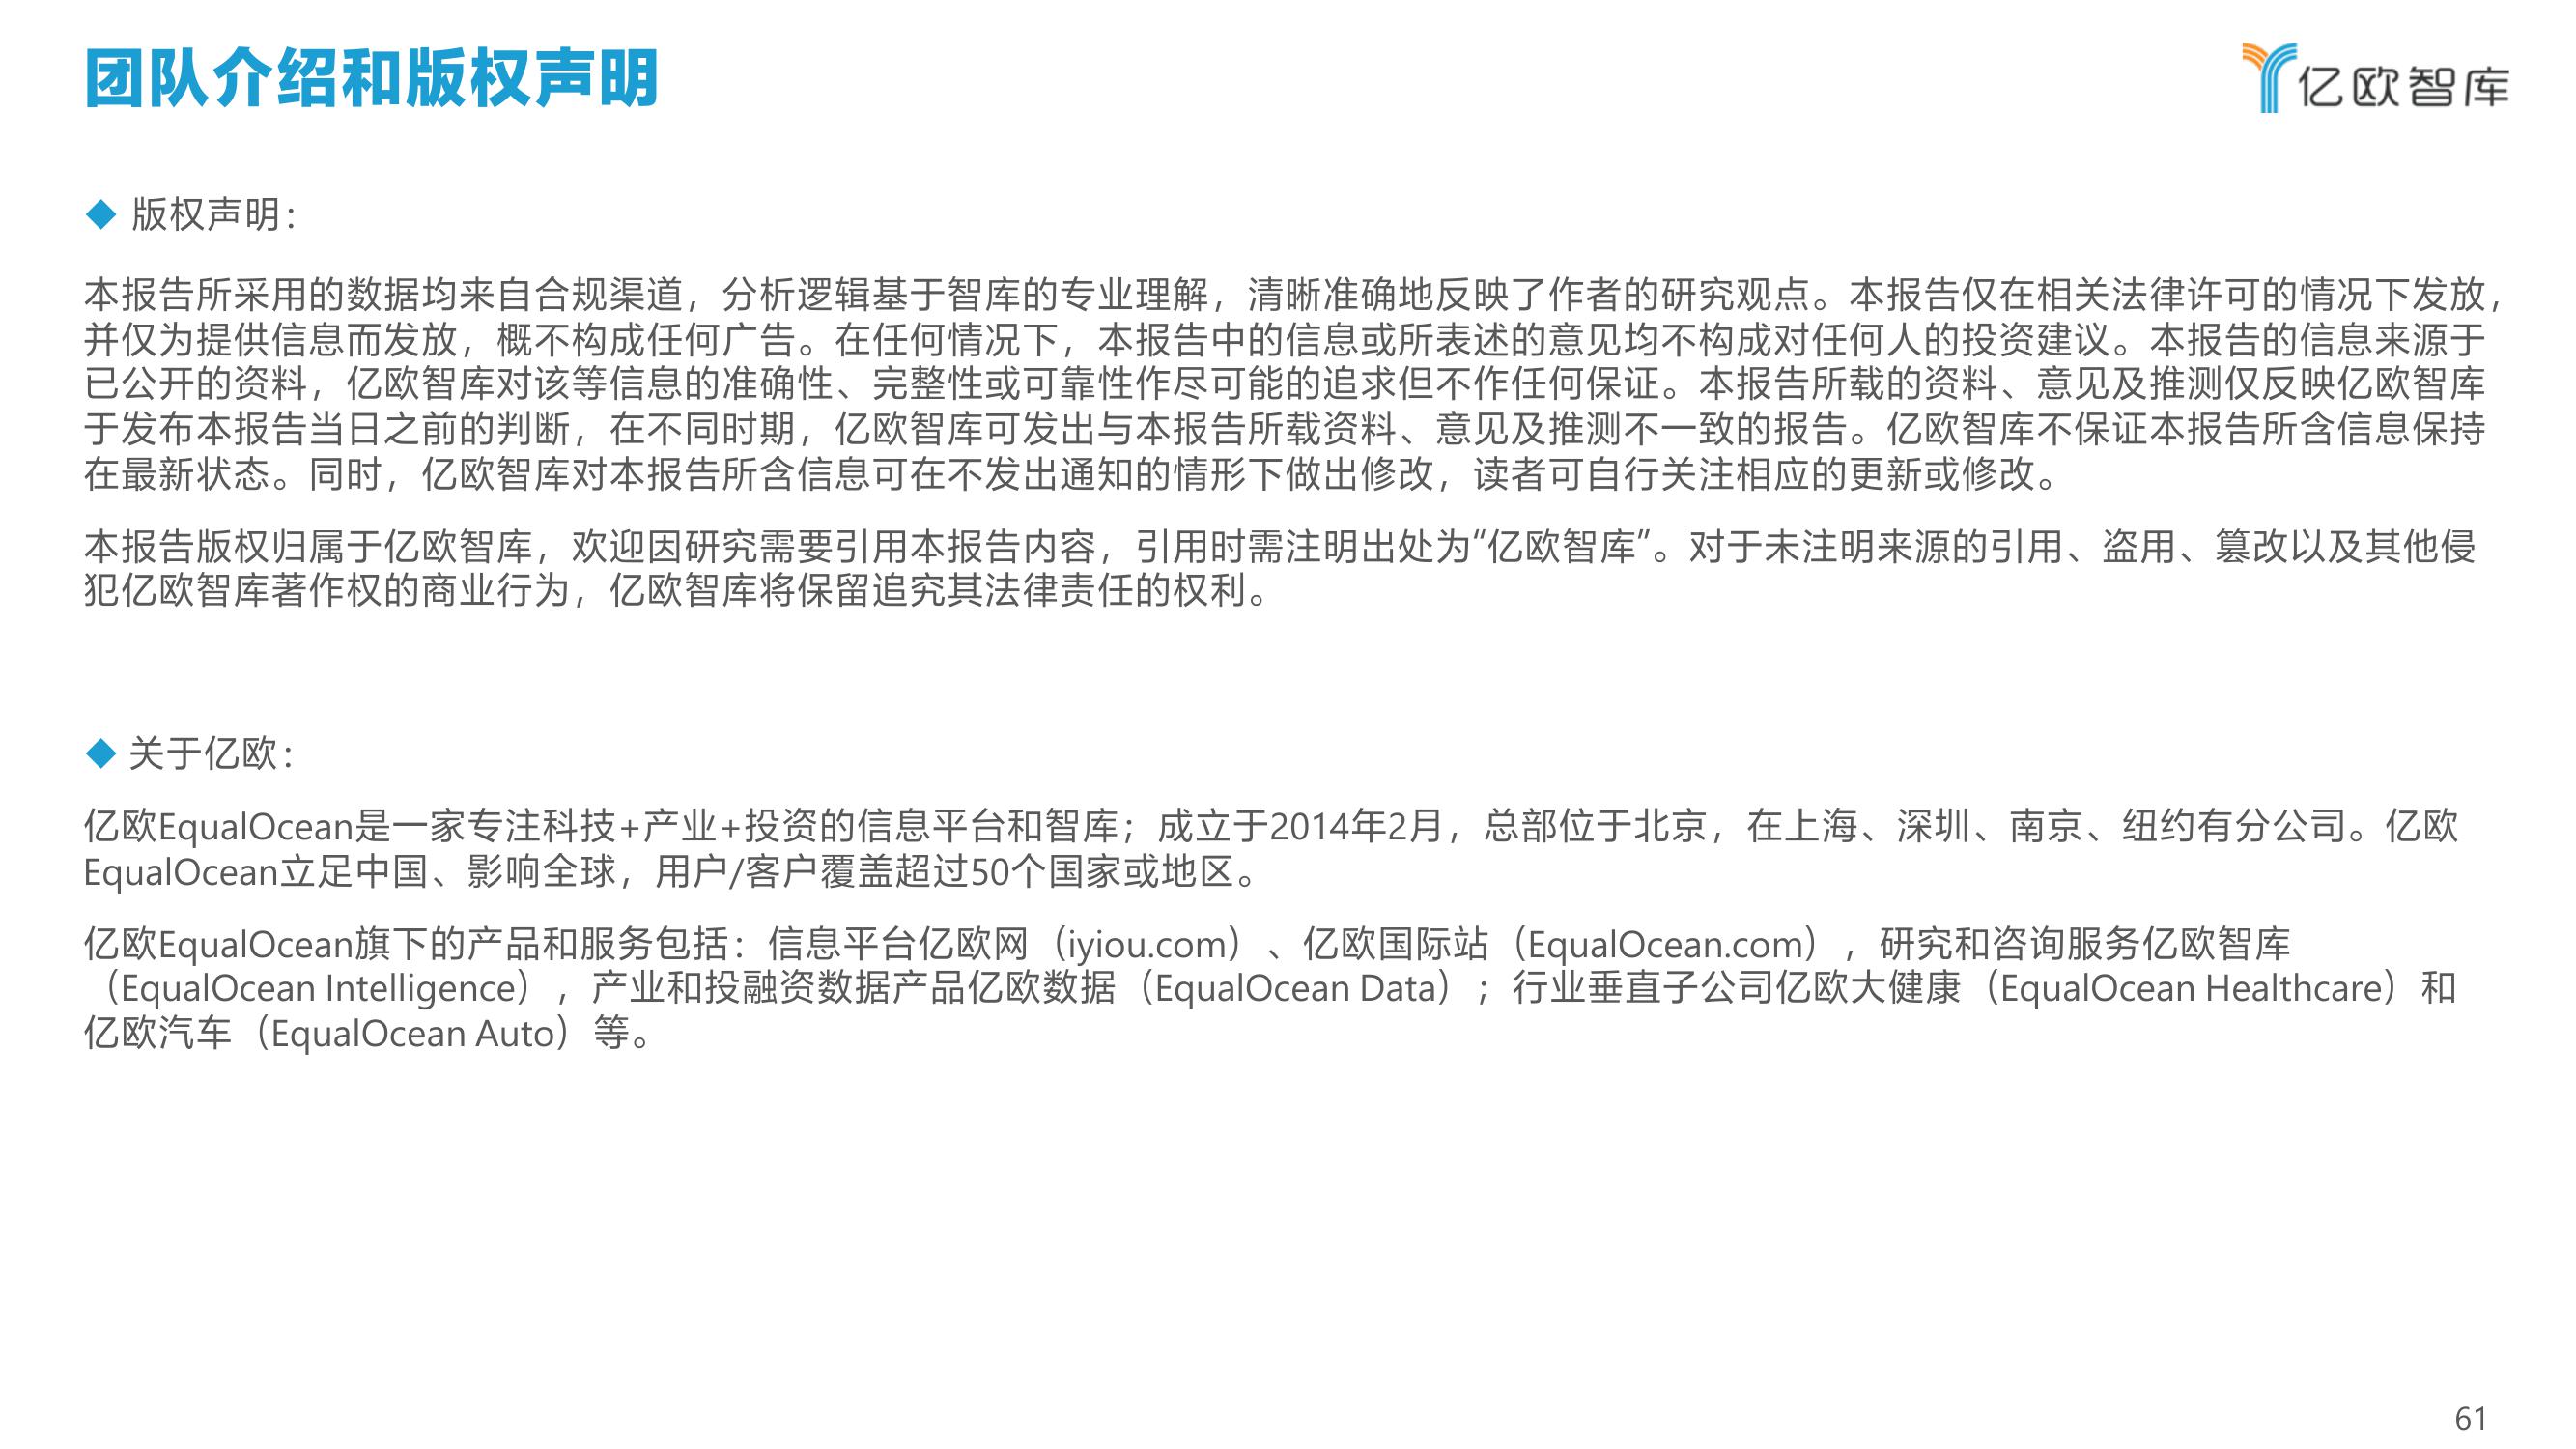 团队介绍和版权声明
亿欧智库
◆ 版权声明：
本报告所采用的数据均来自合规渠道，分析逻辑基于智库的专业理解，清晰准确地反映了作者的研究观点。本报告仅在相关法律许可的情况下发放，
并仅为提供信息而发放，概不构成任何广告。在任何情况下，本报告中的信息或所表述的意见均不构成对任何人的投资建议。本报告的信息来源于
已公开的资料，亿欧智库对该等信息的准确性、完整性或可靠性作尽可能的追求但不作任何保证。本报告所载的资料、意见及推测仅反映亿欧智库
于发布本报告当日之前的判断，在不同时期，亿欧智库可发出与本报告所载资料、意见及推测不一致的报告。亿欧智库不保证本报告所含信息保持
在最新状态。同时，亿欧智库对本报告所含信息可在不发出通知的情形下做出修改，读者可自行关注相应的更新或修改。
本报告版权归属于亿欧智库，欢迎因研究需要引用本报告内容，引用时需注明出处为“亿欧智库”。对于未注明来源的引用、盗用、篡改以及其他侵
犯亿欧智库著作权的商业行为，亿欧智库将保留追究其法律责任的权利。
◆ 关于亿欧：
亿欧EqualOcean是一家专注科技+产业+投资的信息平台和智库；成立于2014年2月，总部位于北京，在上海、深圳、南京、纽约有分公司。亿欧
EqualOcean立足中国、影响全球，用户/客户覆盖超过50个国家或地区。
亿欧EqualOcean旗下的产品和服务包括：信息平台亿欧网（iyiou.com）、亿欧国际站（EqualOcean.com），研究和咨询服务亿欧智库
（EqualOcean Intelligence），产业和投融资数据产品亿欧数据（EqualOcean Data）；行业垂直子公司亿欧大健康（EqualOcean Healthcare）和
亿欧汽车（EqualOcean Auto）等。
61